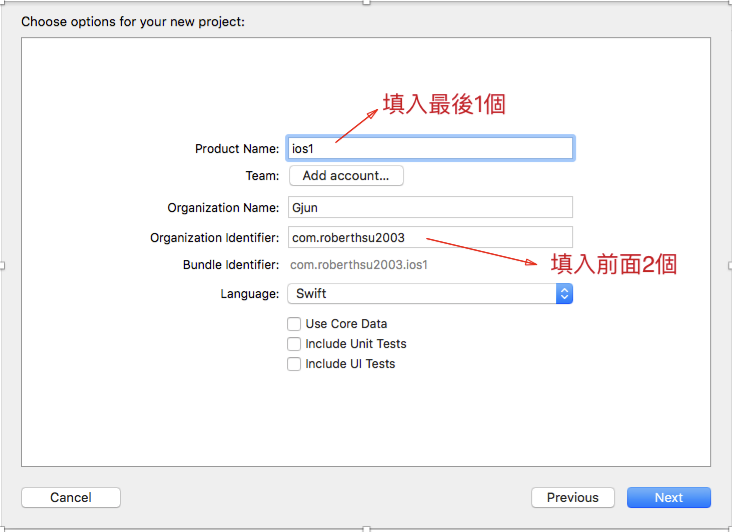 Choose options for your new project:
填入最後1個
Product Name: ios1
Team: Add account...
Organization Name: Gjun
Organization Identifier: com.roberthsu2003
填入前面2個
Bundle Identifier: com.roberthsu2003.ios1
Language: Swift
Use Core Data
Include Unit Tests
Include UI Tests
Cancel Previous Next